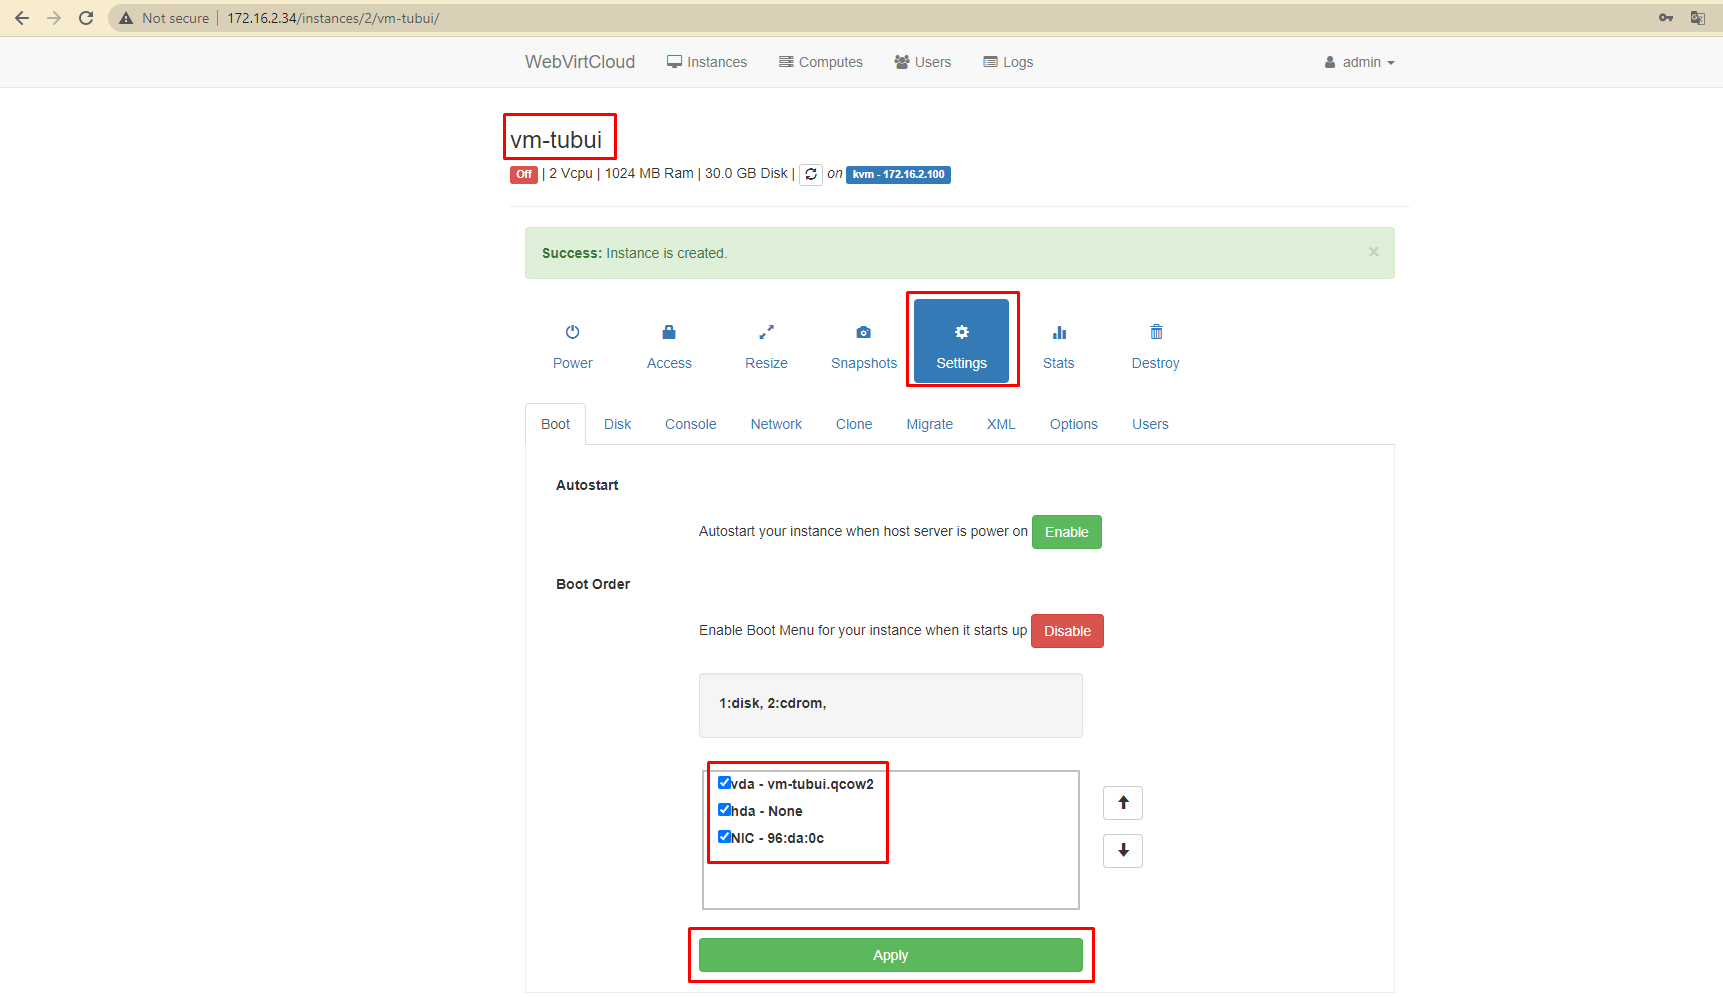 Not secure | 172.16.2.34/instances/2/vm-tubui/
WebVirtCloud Instances Computes Users Logs admin
vm-tubui
Off | 2 Vcpu | 1024 MB Ram | 30.0 GB Disk | on kvm - 172.16.2.100
Success: Instance is created. ×
Power Access Resize Snapshots Settings Stats Destroy
Boot Disk Console Network Clone Migrate XML Options Users
Autostart
Autostart your instance when host server is power on Enable
Boot Order
Enable Boot Menu for your instance when it starts up Disable
1:disk, 2:cdrom,
vda - vm-tubui.qcow2
hda - None
NIC - 96:da:0c
Apply